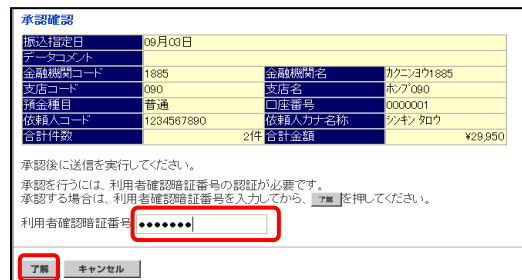 承認確認
振込指定日 09月03日
データコメント
金融機関コード 1885 金融機関名 カクニンヨウ1885
支店コード 090 支店名 ホンブ090
預金種目 普通 口座番号 0000001
依頼人コード 1234567890 依頼人カナ名称 シンキン タロウ
合計件数 2件 合計金額 ¥29,950
承認後に送信を実行してください。
承認を行うには、利用者確認暗証番号の認証が必要です。
承認する場合は、利用者確認暗証番号を入力してから、 了解 を押してください。
利用者確認暗証番号 ●●●●●●●
了解 キャンセル